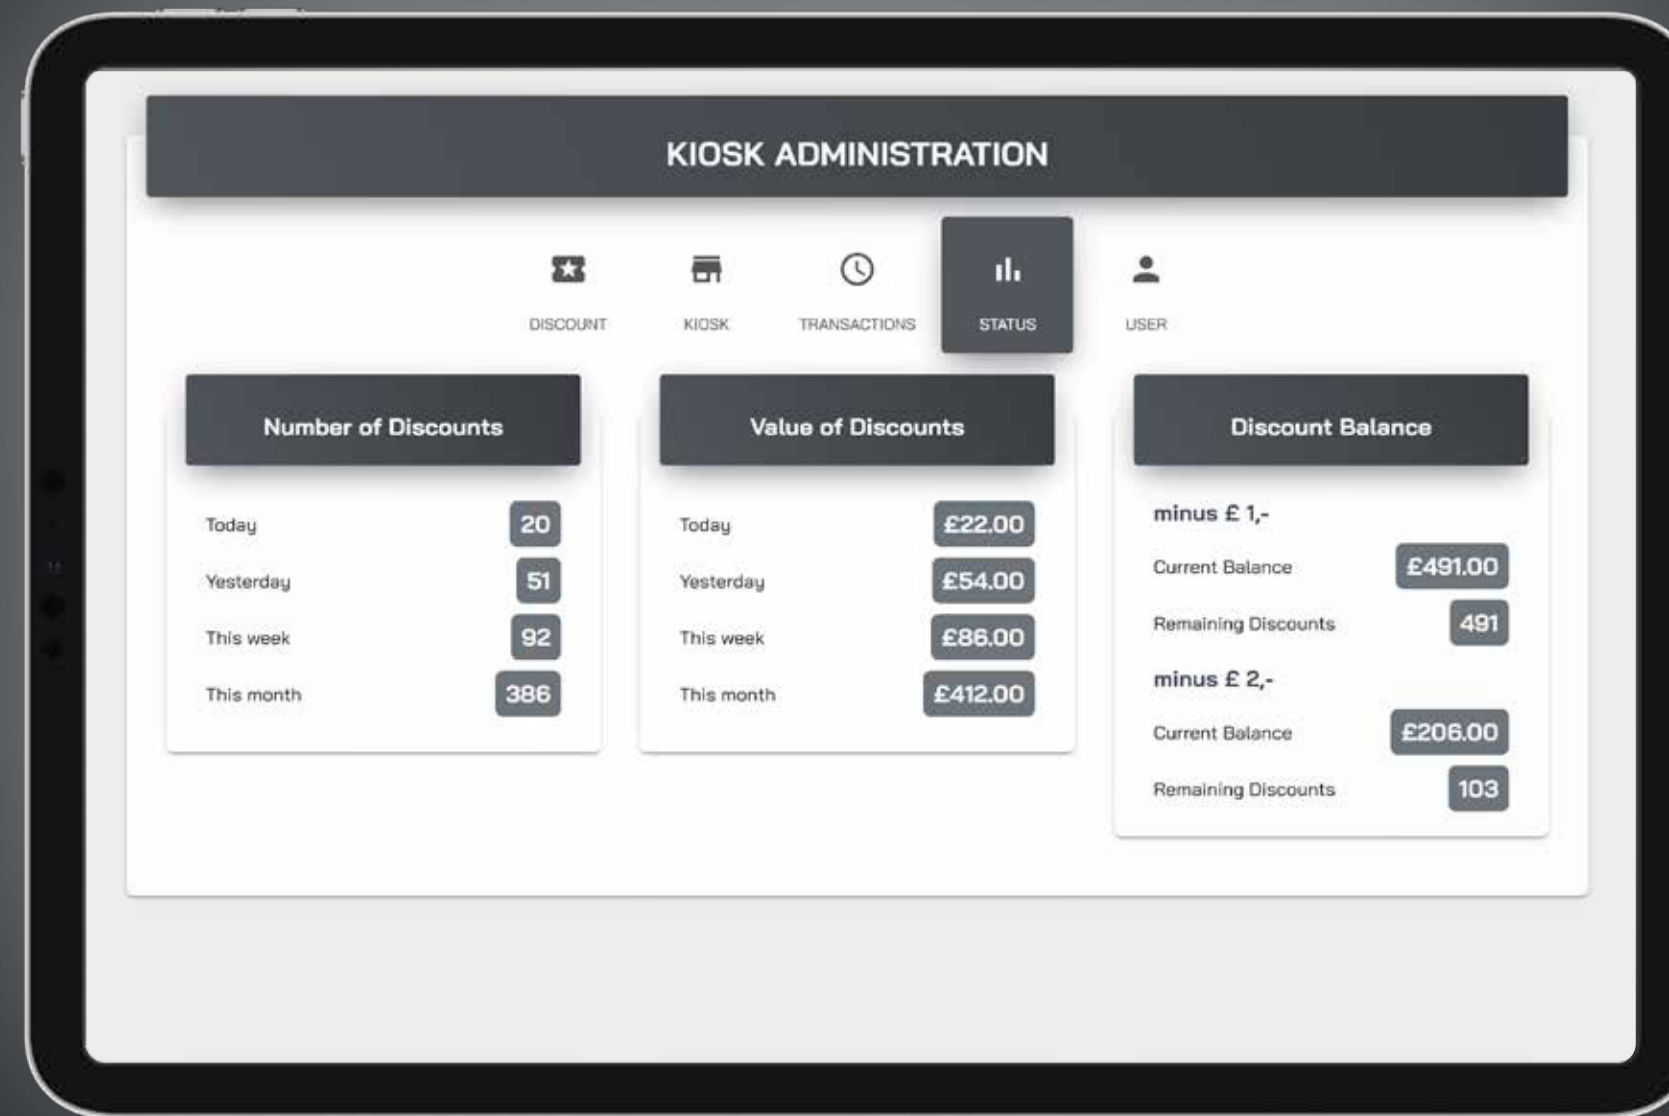 KIOSK ADMINISTRATION
DISCOUNT
KIOSK
TRANSACTIONS
STATUS
USER
Number of Discounts
Today 20
Yesterday 51
This week 92
This month 386
Value of Discounts
Today £22.00
Yesterday £54.00
This week £86.00
This month £412.00
Discount Balance
minus £ 1,-
Current Balance £491.00
Remaining Discounts 491
minus £ 2,-
Current Balance £206.00
Remaining Discounts 103